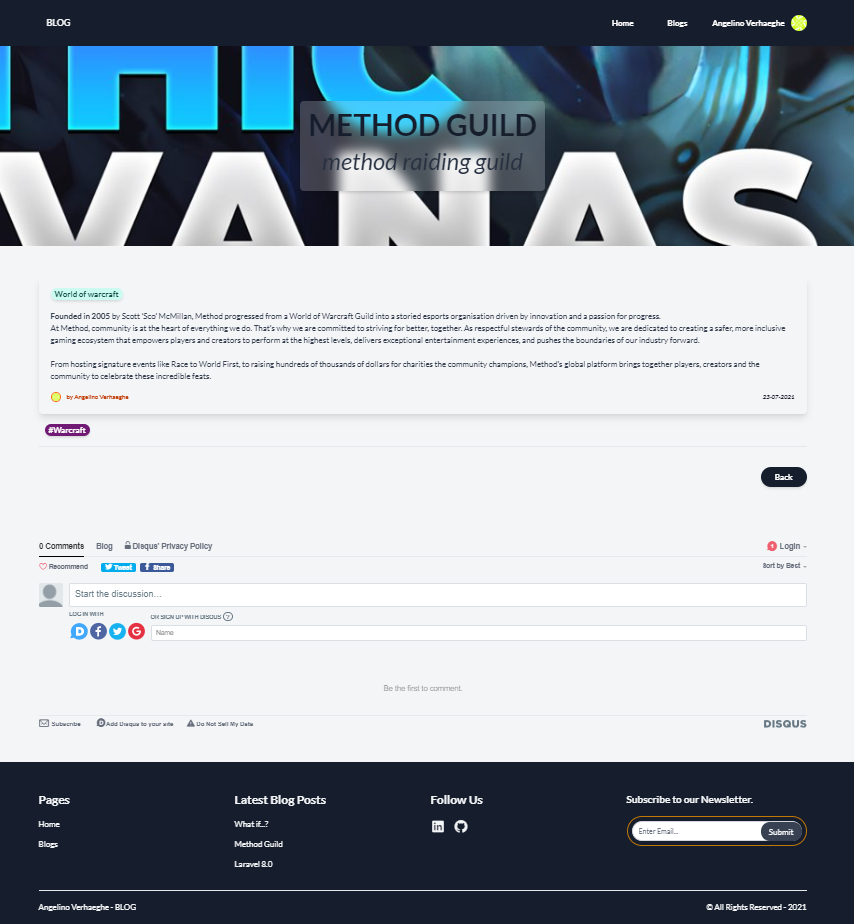 BLOG
Home Blogs Angelino Verhaeghe
THIC
VANAS
METHOD GUILD
method raiding guild
World of warcraft
Founded in 2005 by Scott 'Sco' McMillan, Method progressed from a World of Warcraft Guild into a storied esports organisation driven by innovation and a passion for progress.
At Method, community is at the heart of everything we do. That's why we are committed to striving for better, together. As respectful stewards of the community, we are dedicated to creating a safer, more inclusive
gaming ecosystem that empowers players and creators to perform at the highest levels, delivers exceptional entertainment experiences, and pushes the boundaries of our industry forward.
From hosting signature events like Race to World First, to raising hundreds of thousands of dollars for charities the community champions, Method's global platform brings together players, creators and the
community to celebrate these incredible feats.
by Angelino Verhaeghe 23-07-2021
#Warcraft
Back
0 Comments Blog Disqus' Privacy Policy 1 Login
Recommend Tweet Share Sort by Best
Start the discussion...
LOG IN WITH OR SIGN UP WITH DISQUS ?
Name
Be the first to comment.
Subscribe Add Disqus to your site Do Not Sell My Data DISQUS
Pages Latest Blog Posts Follow Us Subscribe to our Newsletter.
Home What if...? Enter Email... Submit
Blogs Method Guild
Laravel 8.0
Angelino Verhaeghe - BLOG © All Rights Reserved - 2021